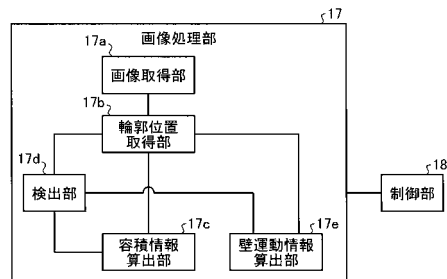 17
画像処理部
17a
画像取得部
17b
輪郭位置
取得部
17d
検出部
18
制御部
17c
容積情報
算出部
17e
壁運動情報
算出部